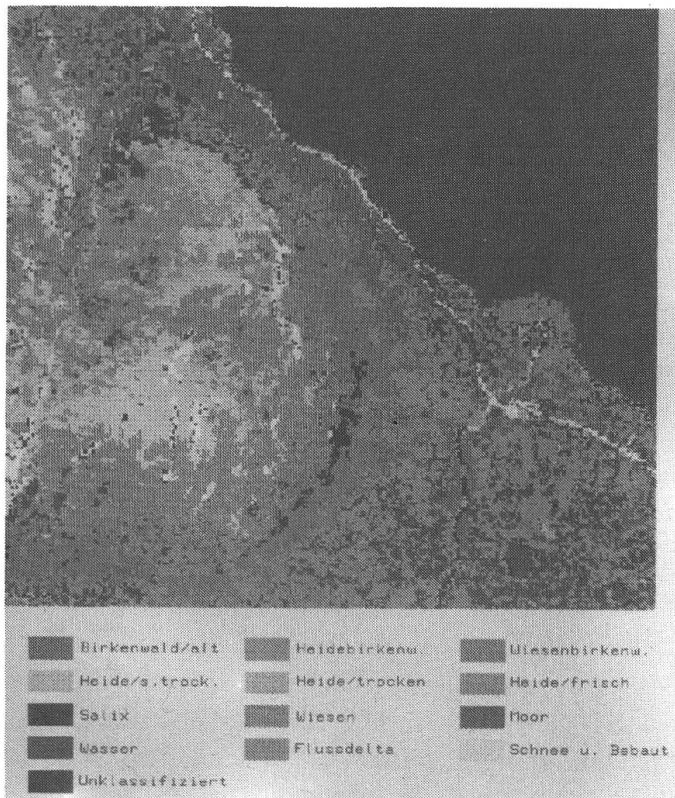 Birkenwald/alt Heidebirkenw. Wiesenbirkenw.
Heide/s.trock. Heide/trocken Heide/frisch
Salix Wiesen Moor
Wasser Flussdelta Schnee u. Bebaut
Unklassifiziert